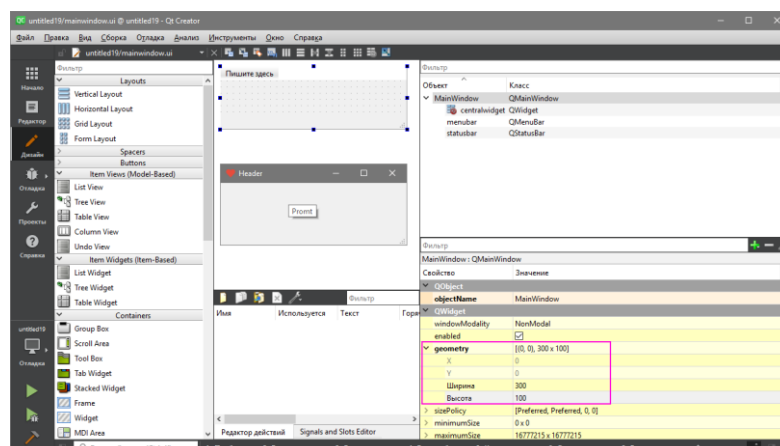 untitled19/mainwindow.ui @ untitled19 - Qt Creator
Файл Правка Вид Сборка Отладка Анализ Инструменты Окно Справка
untitled19/mainwindow.ui
Начало
Редактор
Дизайн
Отладка
Проекты
Справка
untitled19
Отладка
Фильтр
Layouts
Vertical Layout
Horizontal Layout
Grid Layout
Form Layout
Spacers
Buttons
Item Views (Model-Based)
List View
Tree View
Table View
Column View
Undo View
Item Widgets (Item-Based)
List Widget
Tree Widget
Table Widget
Containers
Group Box
Scroll Area
Tool Box
Tab Widget
Stacked Widget
Frame
Widget
MDI Area
Пишите здесь
Header
Promt
Фильтр
Имя Используется Текст Горя
Редактор действий Signals and Slots Editor
Фильтр
Объект Класс
MainWindow QMainWindow
centralwidget QWidget
menubar QMenuBar
statusbar QStatusBar
Фильтр
MainWindow : QMainWindow
Свойство Значение
QObject
objectName MainWindow
QWidget
windowModality NonModal
enabled
geometry [(0, 0), 300 x 100]
X 0
Y 0
Ширина 300
Высота 100
sizePolicy [Preferred, Preferred, 0, 0]
minimumSize 0 x 0
maximumSize 16777215 x 16777215